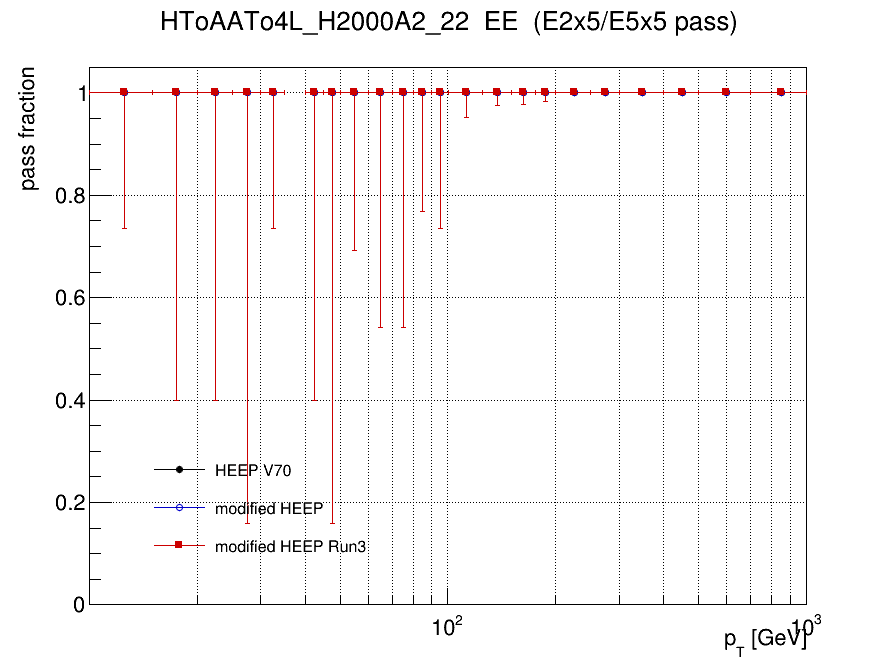 HToAATo4L_H2000A2_22 EE (E2x5/E5x5 pass)
pass fraction
1
0.8
0.6
0.4
0.2
0
HEEP V70
modified HEEP
modified HEEP Run3
10²
10³
p_T [GeV]